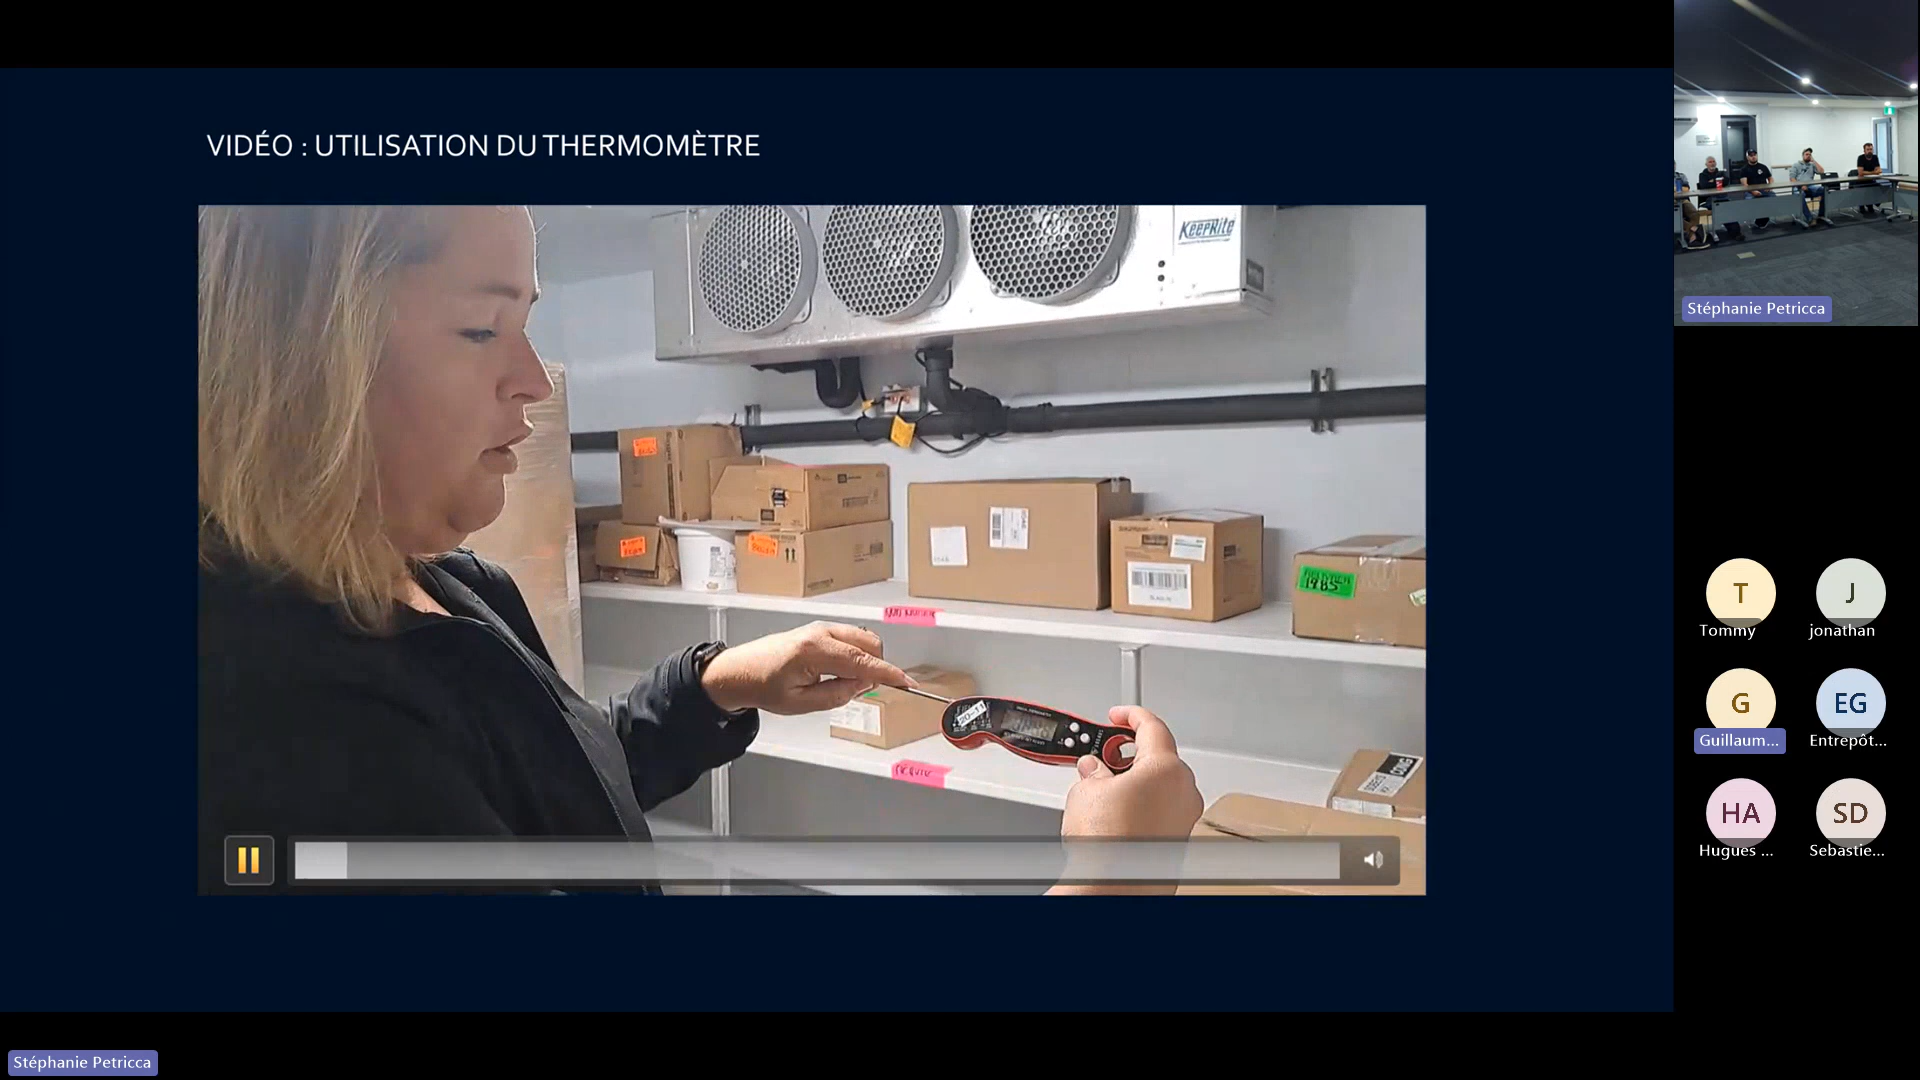 VIDÉO : UTILISATION DU THERMOMÈTRE
KeepRite
Stéphanie Petricca
T
Tommy
J
jonathan
G
Guillaum...
EG
Entrepôt...
HA
Hugues ...
SD
Sebastie...
Stéphanie Petricca